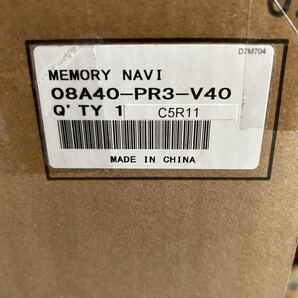 D7M704
MEMORY NAVI
08A40-PR3-V40
Q'TY 1 C5R11
MADE IN CHINA